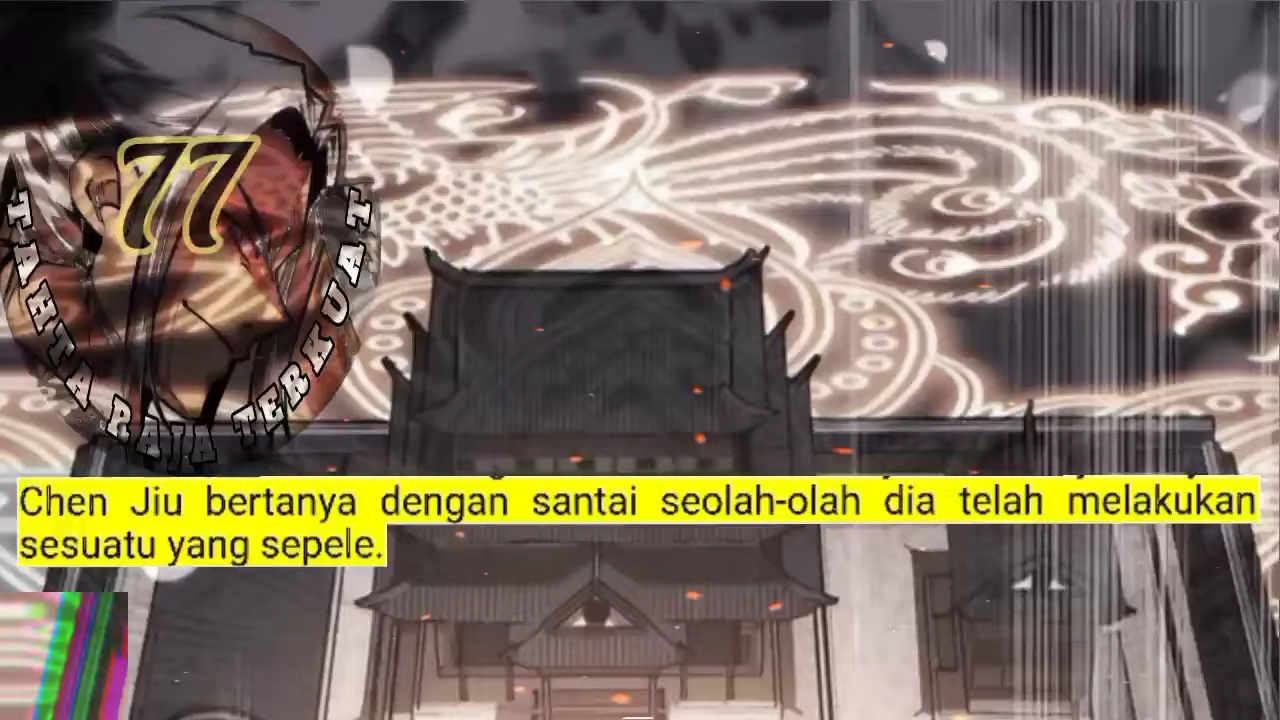 77
TAHTA RAJA TERKUAT
Chen Jiu bertanya dengan santai seolah-olah dia telah melakukan
sesuatu yang sepele.